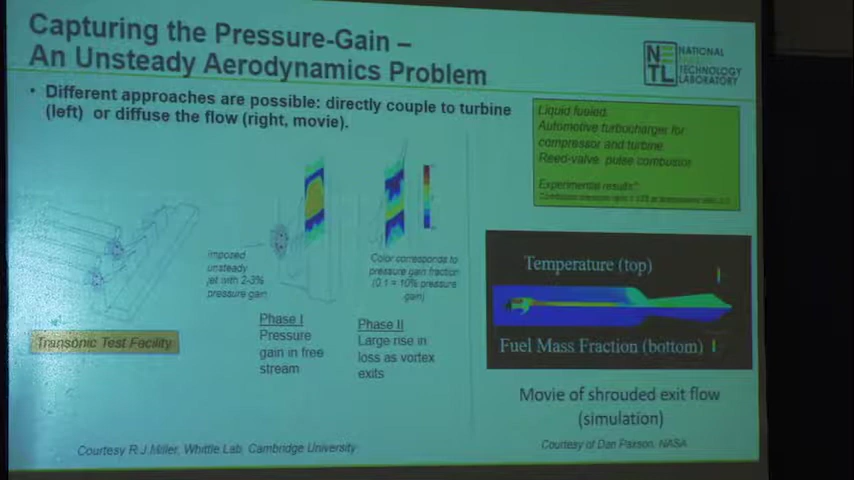 Capturing the Pressure-Gain –
An Unsteady Aerodynamics Problem
NATIONAL
TECHNOLOGY
LABORATORY
NETL
• Different approaches are possible: directly couple to turbine
(left) or diffuse the flow (right, movie).
Liquid fueled
Automotive turbocharger for
compressor and turbine
Reed-valve pulse combustor
Experimental results
Imposed
unsteady
jet with 2-3%
pressure gain
Color corresponds to
pressure gain fraction
(0.1 = 10% pressure
gain)
Phase I
Pressure
gain in free
stream
Phase II
Large rise in
loss as vortex
exits
Transonic Test Facility
Temperature (top)
Fuel Mass Fraction (bottom)
Movie of shrouded exit flow
(simulation)
Courtesy R.J.Miller, Whittle Lab, Cambridge University
Courtesy of Dan Paxson, NASA